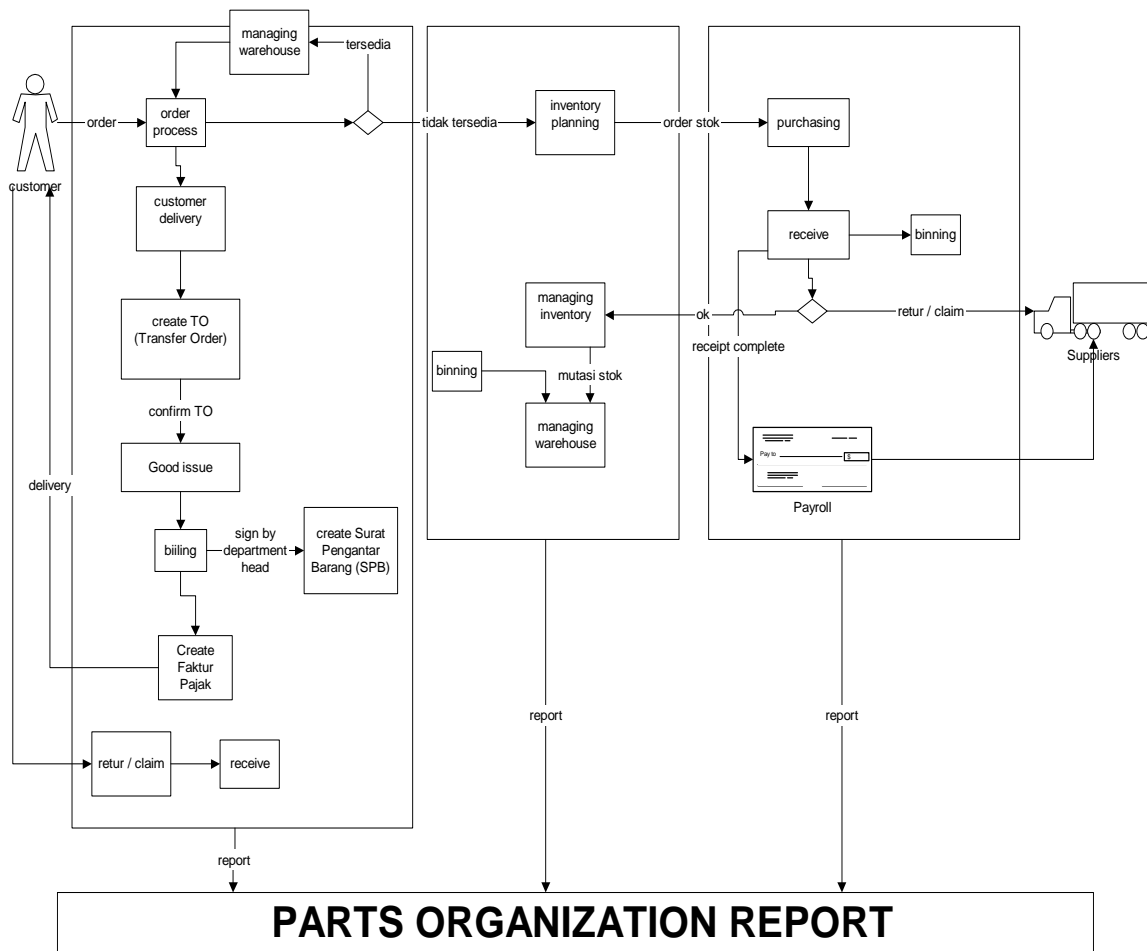 managing
warehouse
tersedia
order
order
process
tidak tersedia
inventory
planning
order stok
purchasing
customer
customer
delivery
receive
binning
create TO
(Transfer Order)
managing
inventory
ok
retur / claim
receipt complete
Suppliers
binning
mutasi stok
confirm TO
managing
warehouse
Good issue
Pay to
$
Payroll
delivery
biiling
sign by
department
head
create Surat
Pengantar
Barang (SPB)
Create
Faktur
Pajak
report
report
retur / claim
receive
report
PARTS ORGANIZATION REPORT